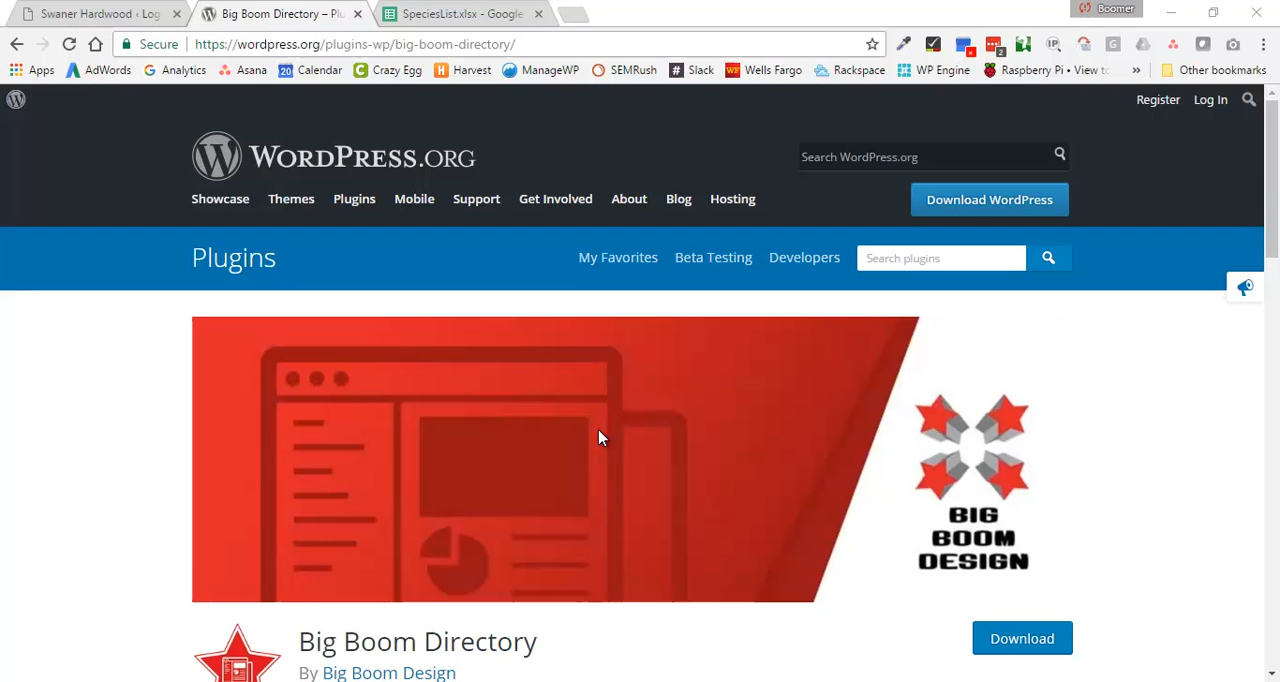 Swaner Hardwood ‹ Log
Big Boom Directory – Plu
SpeciesList.xlsx - Google
Boomer
Secure
https://wordpress.org/plugins-wp/big-boom-directory/
Apps
AdWords
Analytic
Asana
20 Calendar
Crazy Egg
H Harvest
ManageWP
SEMRush
# Slack
Wells Fargo
Rackspace
WP Engine
Raspberry Pi • View to
»
Other bookmarks
Register
Log In
WORDPRESS.ORG
Search WordPress.org
Showcase
Themes
Plugins
Mobile
Support
Get Involved
About
Blog
Hosting
Download WordPress
Plugins
My Favorites
Beta Testing
Developers
Search plugins
BIG
BOOM
DESIGN
Big Boom Directory
Download
By Big Boom Design